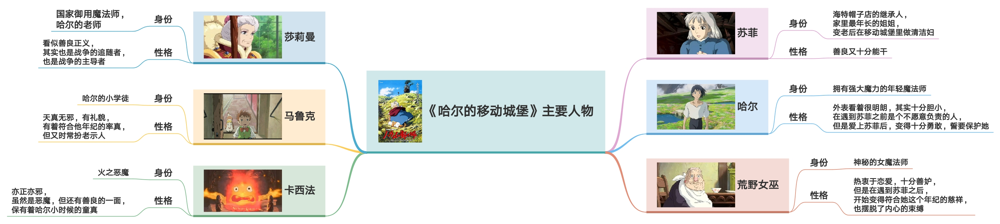 《哈尔的移动城堡》主要人物
苏菲
身份
海特帽子店的继承人，
家里最年长的姐姐，
变老后在移动城堡里做清洁妇
性格
善良又十分能干
哈尔
身份
拥有强大魔力的年轻魔法师
性格
外表看着很明朗，其实十分胆小，
在遇到苏菲之前是个不愿意负责的人，
但是爱上苏菲后，变得十分勇敢，誓要保护她
荒野女巫
身份
神秘的女魔法师
性格
热衷于恋爱，十分善妒，
但是在遇到苏菲之后，
开始变得符合她这个年纪的慈祥，
也摆脱了内心的束缚
莎莉曼
身份
国家御用魔法师，
哈尔的老师
性格
看似善良正义，
其实也是战争的追随者，
也是战争的主导者
马鲁克
身份
哈尔的小学徒
性格
天真无邪，有礼貌，
有着符合他年纪的率真，
但又时常扮老示人
卡西法
身份
火之恶魔
性格
亦正亦邪，
虽然是恶魔，但还有善良的一面，
保有着哈尔小时候的童真